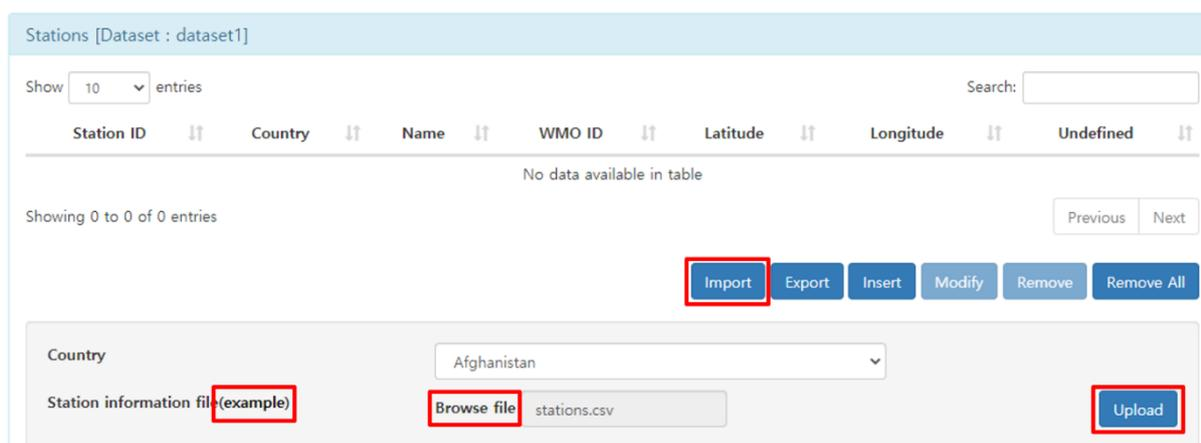 Stations [Dataset : dataset1]
Show 10 entries Search:
Station ID Country Name WMO ID Latitude Longitude Undefined
No data available in table
Showing 0 to 0 of 0 entries Previous Next
Import Export Insert Modify Remove Remove All
Country Afghanistan
Station information file(example) Browse file stations.csv Upload